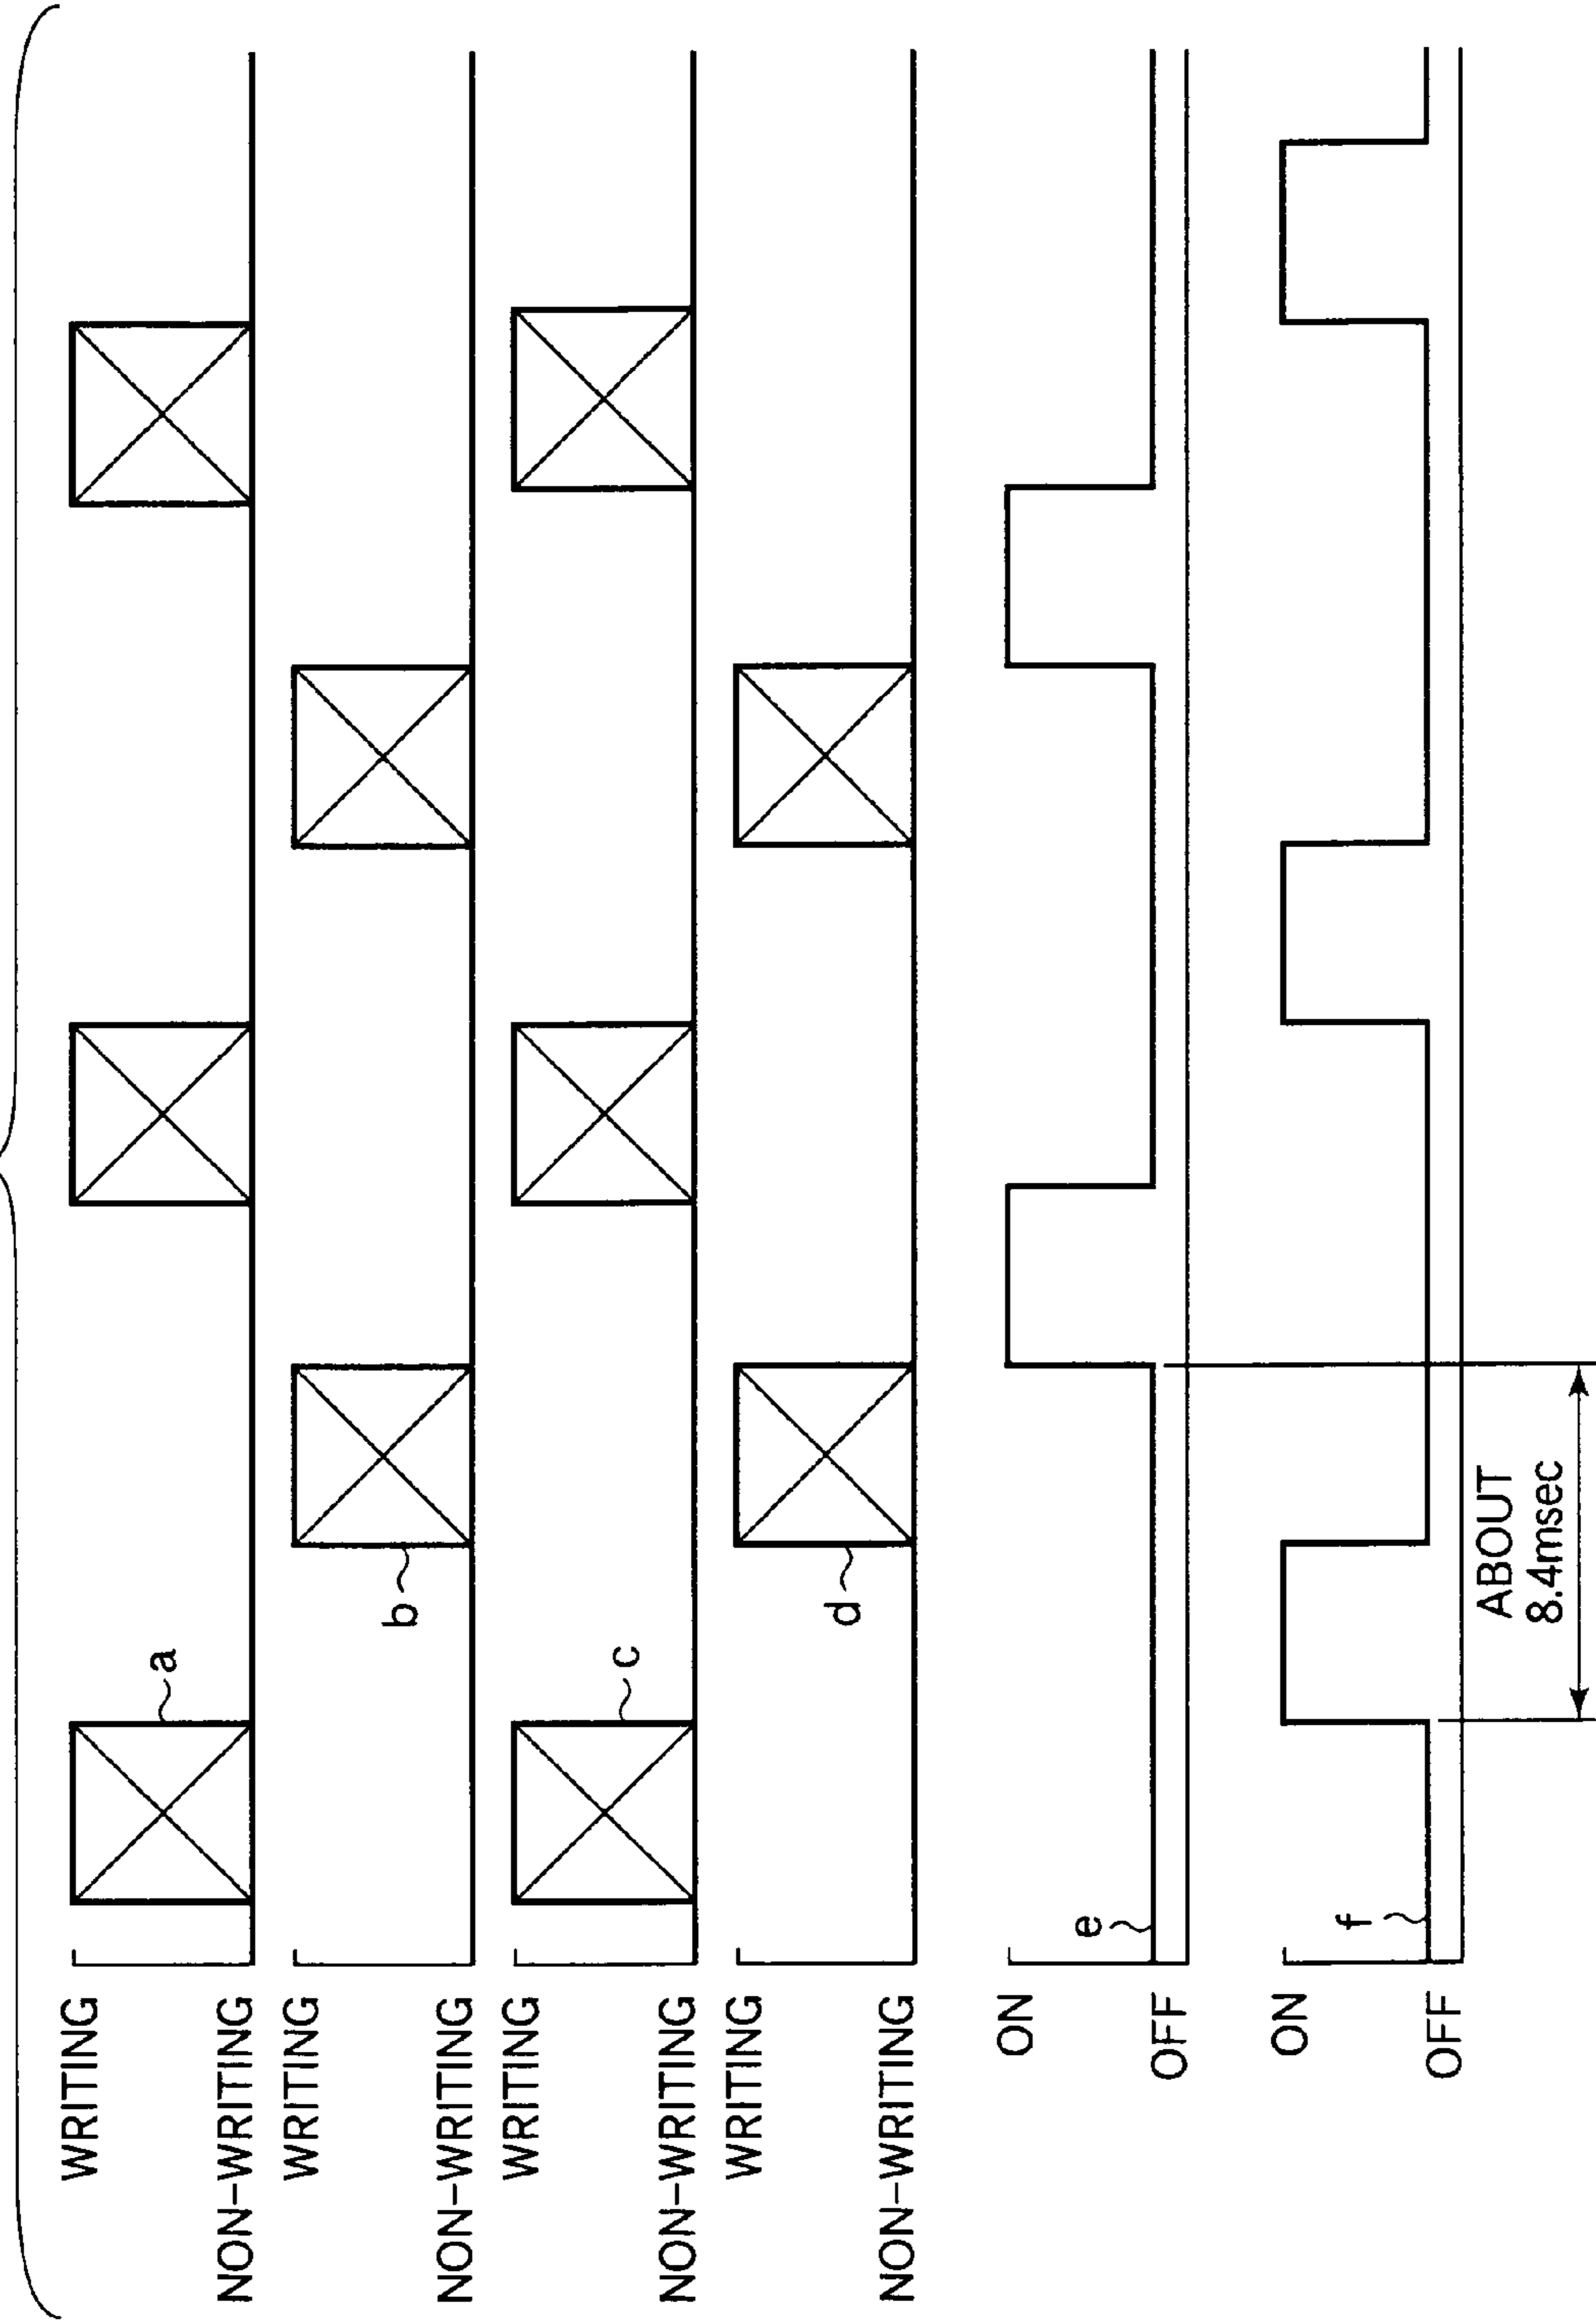 WRITING
a
NON-WRITING
WRITING
b
NON-WRITING
WRITING
c
NON-WRITING
WRITING
d
NON-WRITING
ON
e
OFF
ON
f
OFF
ABOUT
8.4msec